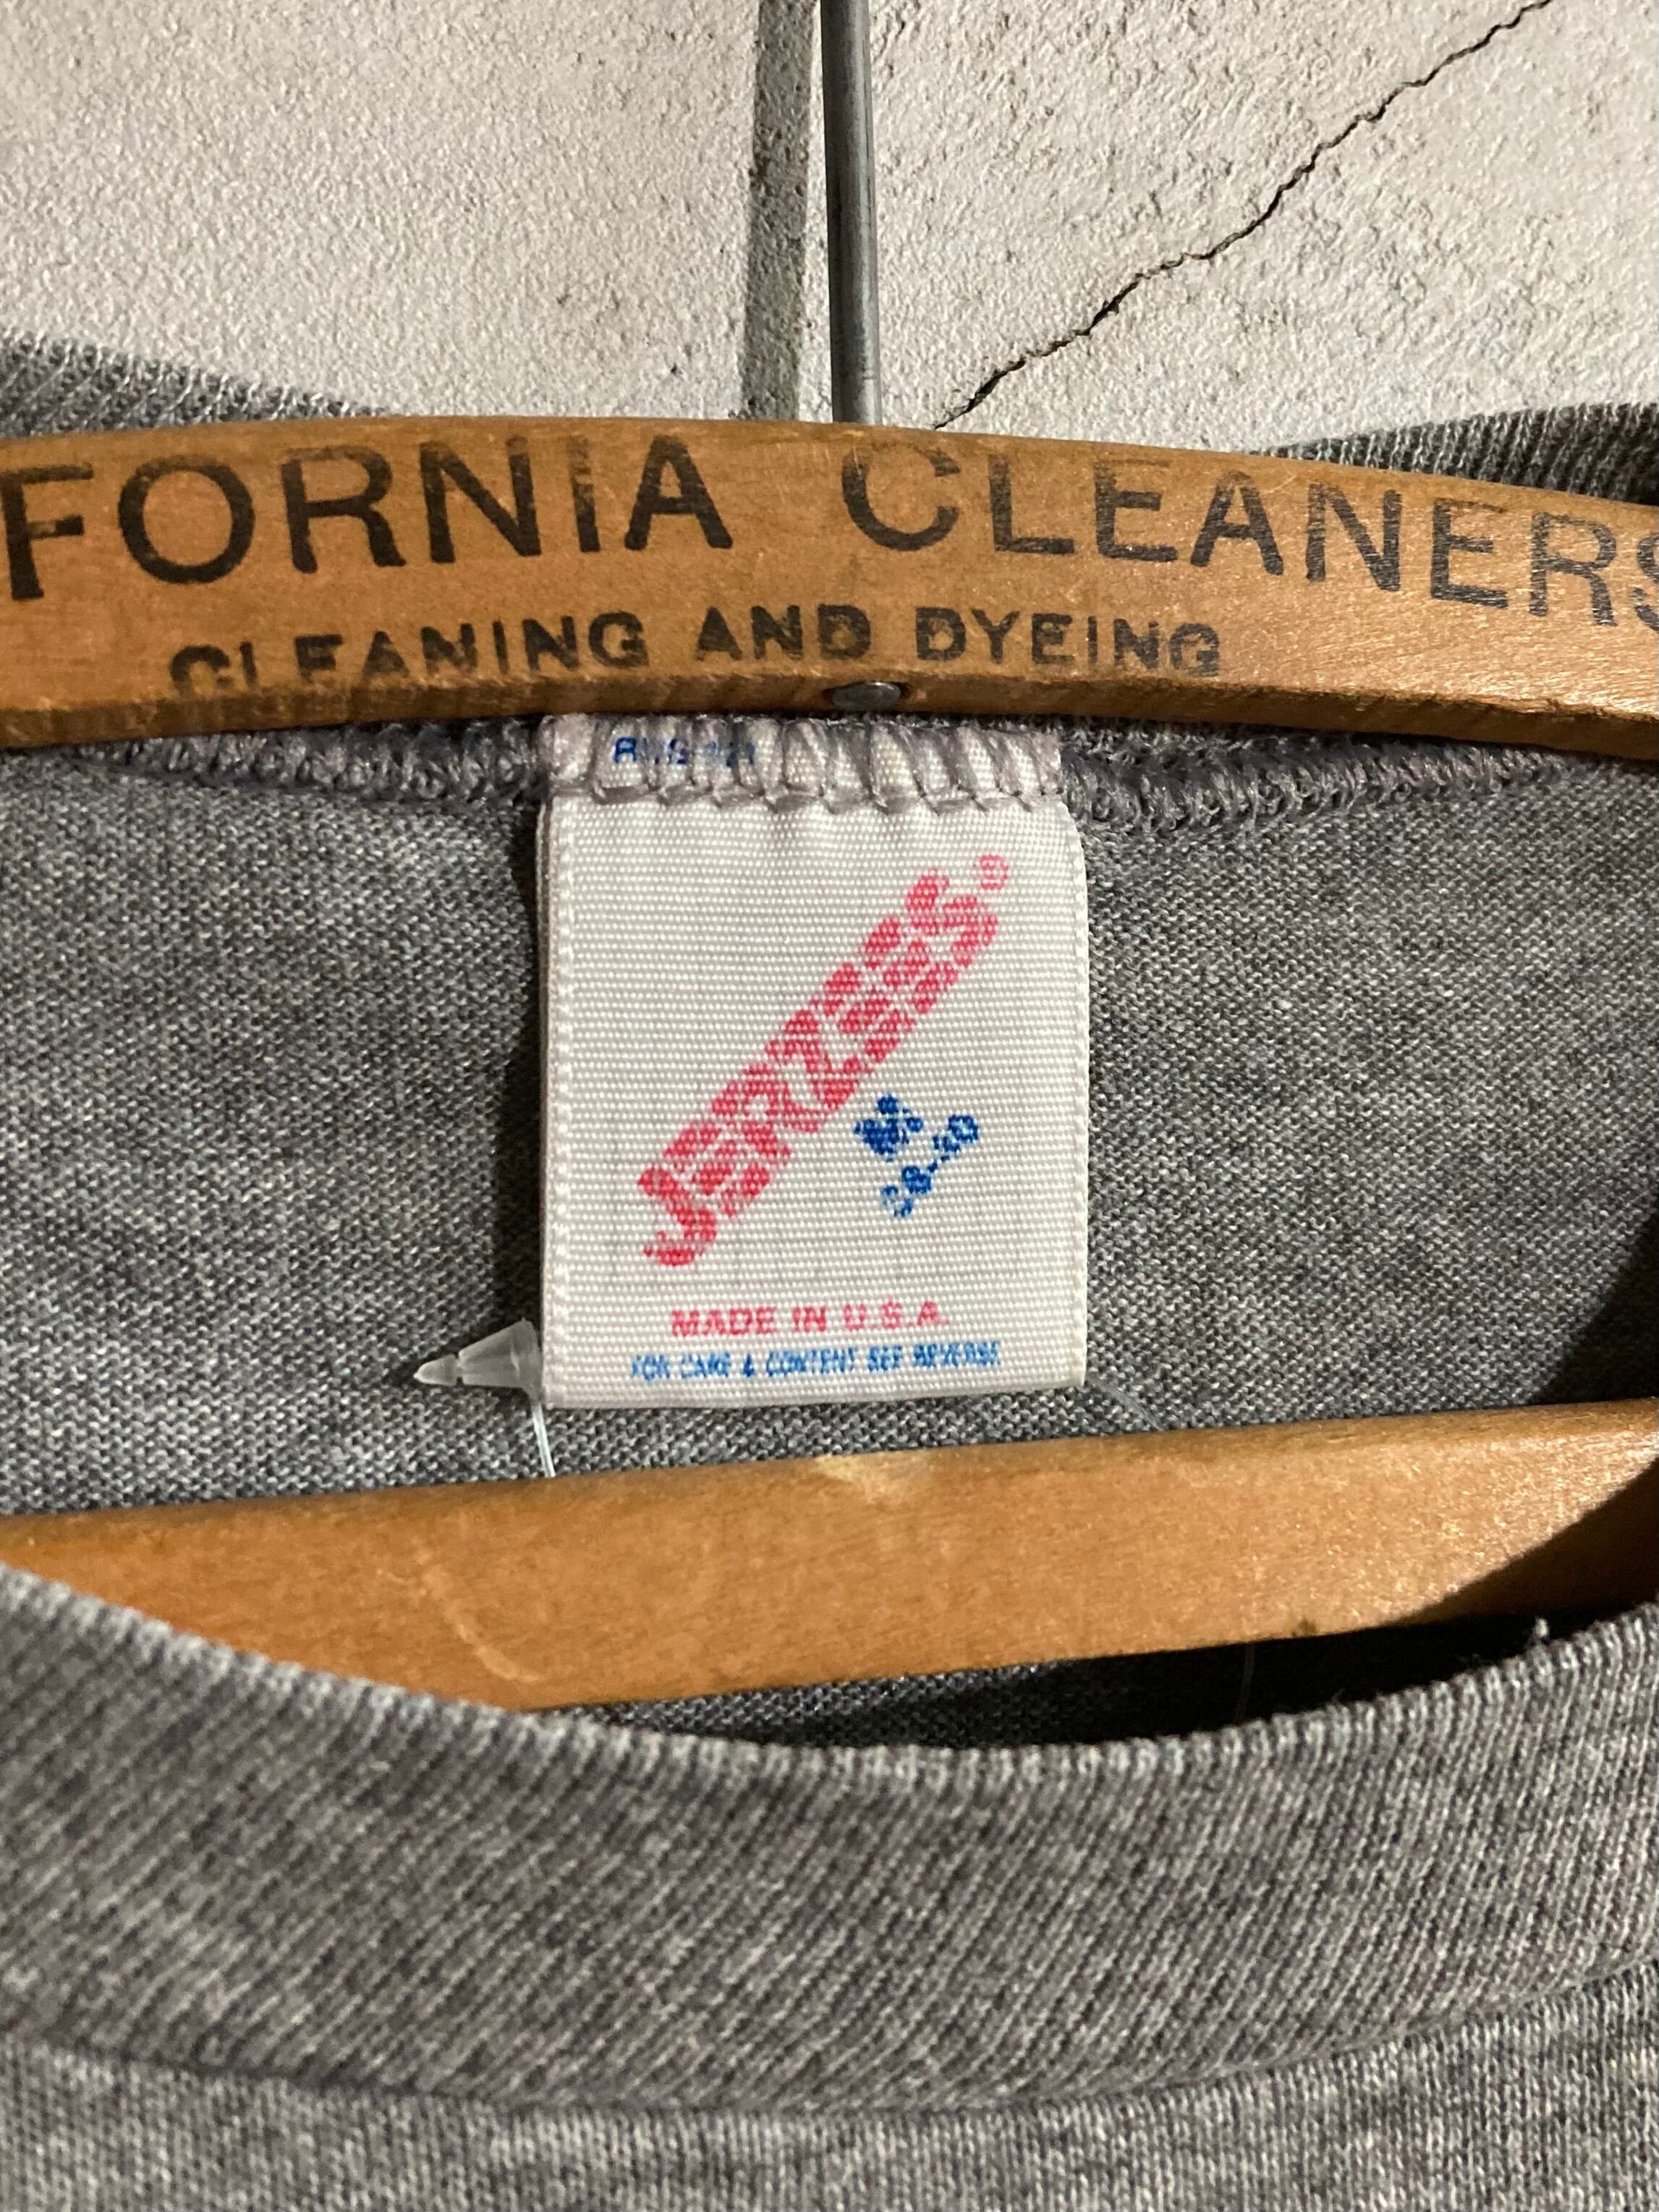 FORNIA CLEANERS
CLEANING AND DYEING
JERZEES®
M
38-40
MADE IN U.S.A.
FOR CARE & CONTENT SEE REVERSE